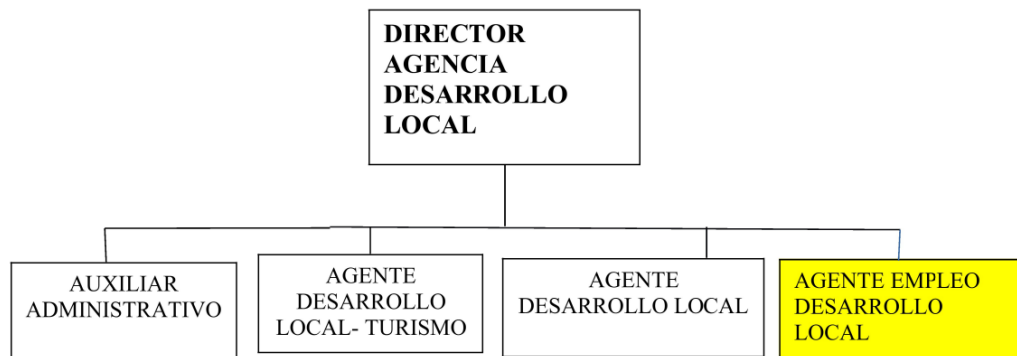 DIRECTOR
AGENCIA
DESARROLLO
LOCAL
AUXILIAR
ADMINISTRATIVO
AGENTE
DESARROLLO
LOCAL- TURISMO
AGENTE
DESARROLLO LOCAL
AGENTE EMPLEO
DESARROLLO
LOCAL